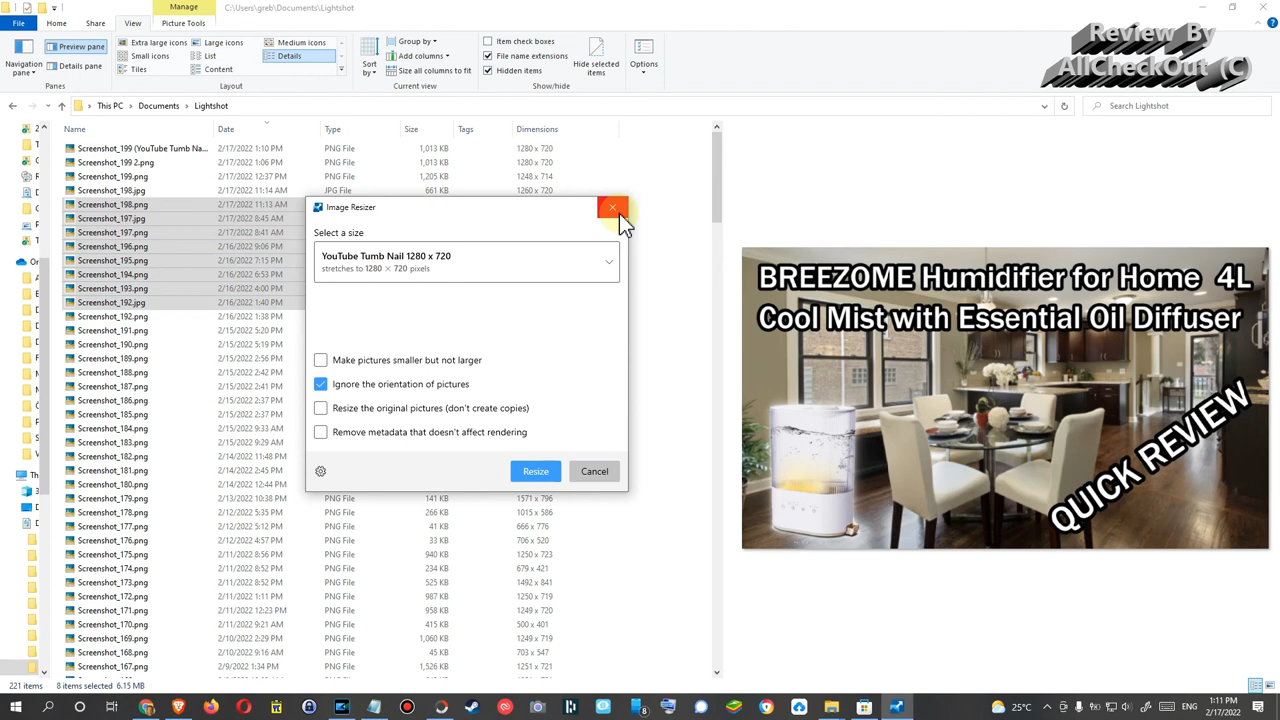 Manage
C:\Users\greb\Documents\Lightshot
File
Home
Share
View
Picture Tools
Navigation pane
Preview pane
Details pane
Panes
Extra large icons
Large icons
Medium icons
Small icons
List
Details
Tiles
Content
Layout
Sort by
Group by
Add columns
Size all columns to fit
Current view
Item check boxes
File name extensions
Hidden items
Hide selected items
Show/hide
Options
Review By
AllCheckOut (C)
This PC
Documents
Lightshot
Search Lightshot
Name Date Type Size Tags Dimensions
Screenshot_199 (YouTube Tumb Na... 2/17/2022 1:10 PM PNG File 1,013 KB 1280 x 720
Screenshot_199 2.png 2/17/2022 1:06 PM PNG File 1,013 KB 1280 x 720
Screenshot_199.png 2/17/2022 12:37 PM PNG File 1,205 KB 1248 x 714
Screenshot_198.jpg 2/17/2022 11:14 AM JPG File 661 KB 1260 x 720
Screenshot_198.png 2/17/2022 11:13 AM
Screenshot_197.jpg 2/17/2022 8:45 AM
Screenshot_197.png 2/17/2022 8:41 AM
Screenshot_196.png 2/16/2022 9:06 PM
Screenshot_195.png 2/16/2022 7:15 PM
Screenshot_194.png 2/16/2022 6:53 PM
Screenshot_193.png 2/16/2022 4:00 PM
Screenshot_192.jpg 2/16/2022 1:40 PM
Screenshot_192.png 2/16/2022 1:38 PM
Screenshot_191.png 2/15/2022 5:20 PM
Screenshot_190.png 2/15/2022 5:19 PM
Screenshot_189.png 2/15/2022 2:56 PM
Screenshot_188.png 2/15/2022 2:42 PM
Screenshot_187.png 2/15/2022 2:41 PM
Screenshot_186.png 2/15/2022 2:37 PM
Screenshot_185.png 2/15/2022 2:37 PM
Screenshot_184.png 2/15/2022 9:33 AM
Screenshot_183.png 2/15/2022 9:29 AM
Screenshot_182.png 2/14/2022 2:56 PM
Screenshot_181.png 2/14/2022 2:45 PM
Screenshot_180.png 2/14/2022 12:44 PM
Screenshot_179.png 2/13/2022 10:38 PM PNG File 141 KB 1571 x 796
Screenshot_178.png 2/12/2022 5:35 PM PNG File 266 KB 1015 x 586
Screenshot_177.png 2/12/2022 5:12 PM PNG File 41 KB 666 x 776
Screenshot_176.png 2/12/2022 4:57 PM PNG File 33 KB 706 x 520
Screenshot_175.png 2/11/2022 8:56 PM PNG File 940 KB 1250 x 723
Screenshot_174.png 2/11/2022 8:52 PM PNG File 234 KB 679 x 421
Screenshot_173.png 2/11/2022 8:52 PM PNG File 525 KB 1492 x 841
Screenshot_172.png 2/11/2022 1:11 PM PNG File 987 KB 1250 x 719
Screenshot_171.png 2/11/2022 12:23 PM PNG File 958 KB 1249 x 720
Screenshot_170.png 2/11/2022 9:21 AM PNG File 415 KB 500 x 401
Screenshot_169.png 2/10/2022 2:29 PM PNG File 1,060 KB 1249 x 719
Screenshot_168.png 2/10/2022 2:06 PM PNG File 45 KB 703 x 547
Screenshot_167.png 2/9/2022 1:34 PM PNG File 1,526 KB 1251 x 721
Image Resizer
Select a size
YouTube Tumb Nail 1280 x 720
stretches to 1280 × 720 pixels
Make pictures smaller but not larger
Ignore the orientation of pictures
Resize the original pictures (don't create copies)
Remove metadata that doesn't affect rendering
Resize
Cancel
BREEZOME Humidifier for Home 4L
Cool Mist with Essential Oil Diffuser
QUICK REVIEW
221 items
8 items selected 6.15 MB
25°C
1:11 PM
2/17/2022